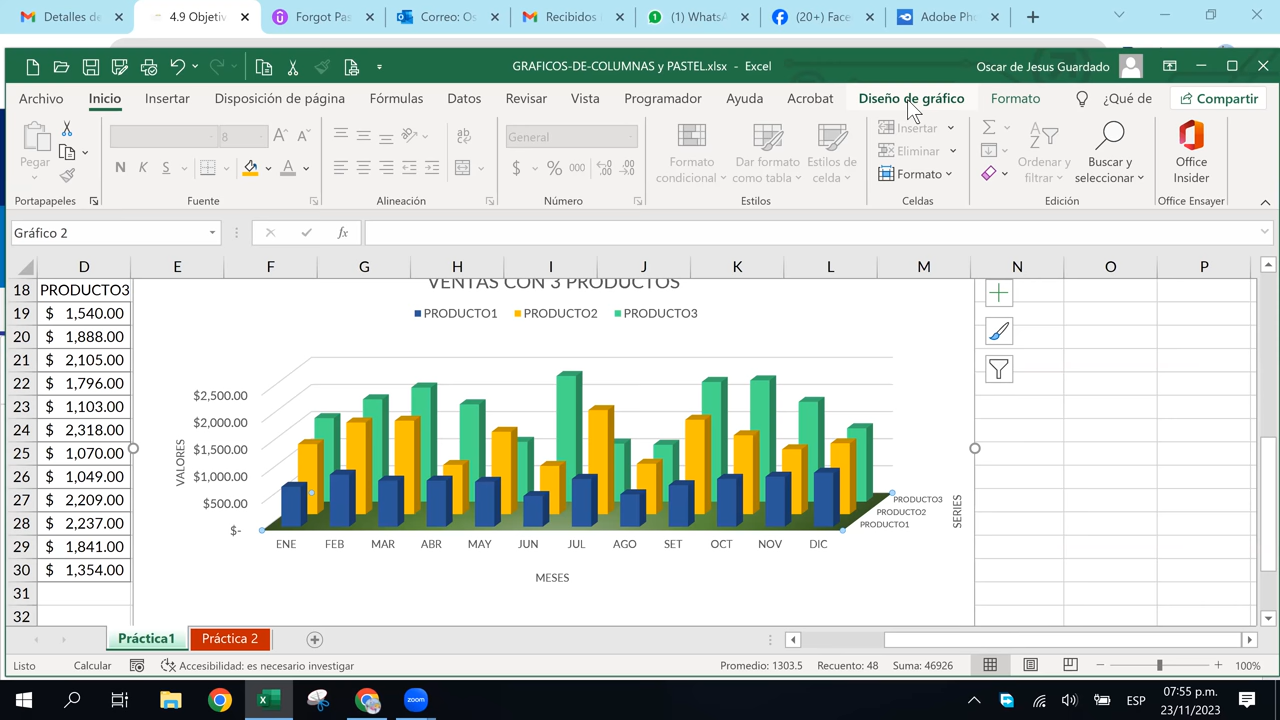 Detalles de
4.9 Objetiv
Forgot Pas
Correo: Os
Recibidos
(1) WhatsA
(20+) Face
Adobe Pho
GRAFICOS-DE-COLUMNAS y PASTEL.xlsx - Excel
Oscar de Jesus Guardado
Archivo
Inicio
Insertar
Disposición de página
Fórmulas
Datos
Revisar
Vista
Programador
Ayuda
Acrobat
Diseño de gráfico
Formato
¿Qué de
Compartir
Pegar
8
N K S
General
$ % 000
Formato condicional
Dar formato como tabla
Estilos de celda
Insertar
Eliminar
Formato
Ordenar y filtrar
Buscar y seleccionar
Office Insider
Portapapeles
Fuente
Alineación
Número
Estilos
Celdas
Edición
Office Ensayer
Gráfico 2
fx
D E F G H I J K L M N O P
18 PRODUCTO3
19 $ 1,540.00
20 $ 1,888.00
21 $ 2,105.00
22 $ 1,796.00
23 $ 1,103.00
24 $ 2,318.00
25 $ 1,070.00
26 $ 1,049.00
27 $ 2,209.00
28 $ 2,237.00
29 $ 1,841.00
30 $ 1,354.00
31
32
VENTAS CON 3 PRODUCTOS
PRODUCTO1 PRODUCTO2 PRODUCTO3
VALORES
$2,500.00
$2,000.00
$1,500.00
$1,000.00
$500.00
$-
ENE FEB MAR ABR MAY JUN JUL AGO SET OCT NOV DIC
MESES
PRODUCTO3
PRODUCTO2
PRODUCTO1
SERIES
Práctica1
Práctica 2
Listo
Calcular
Accesibilidad: es necesario investigar
Promedio: 1303.5
Recuento: 48
Suma: 46926
100%
zoom
ESP
07:55 p.m.
23/11/2023